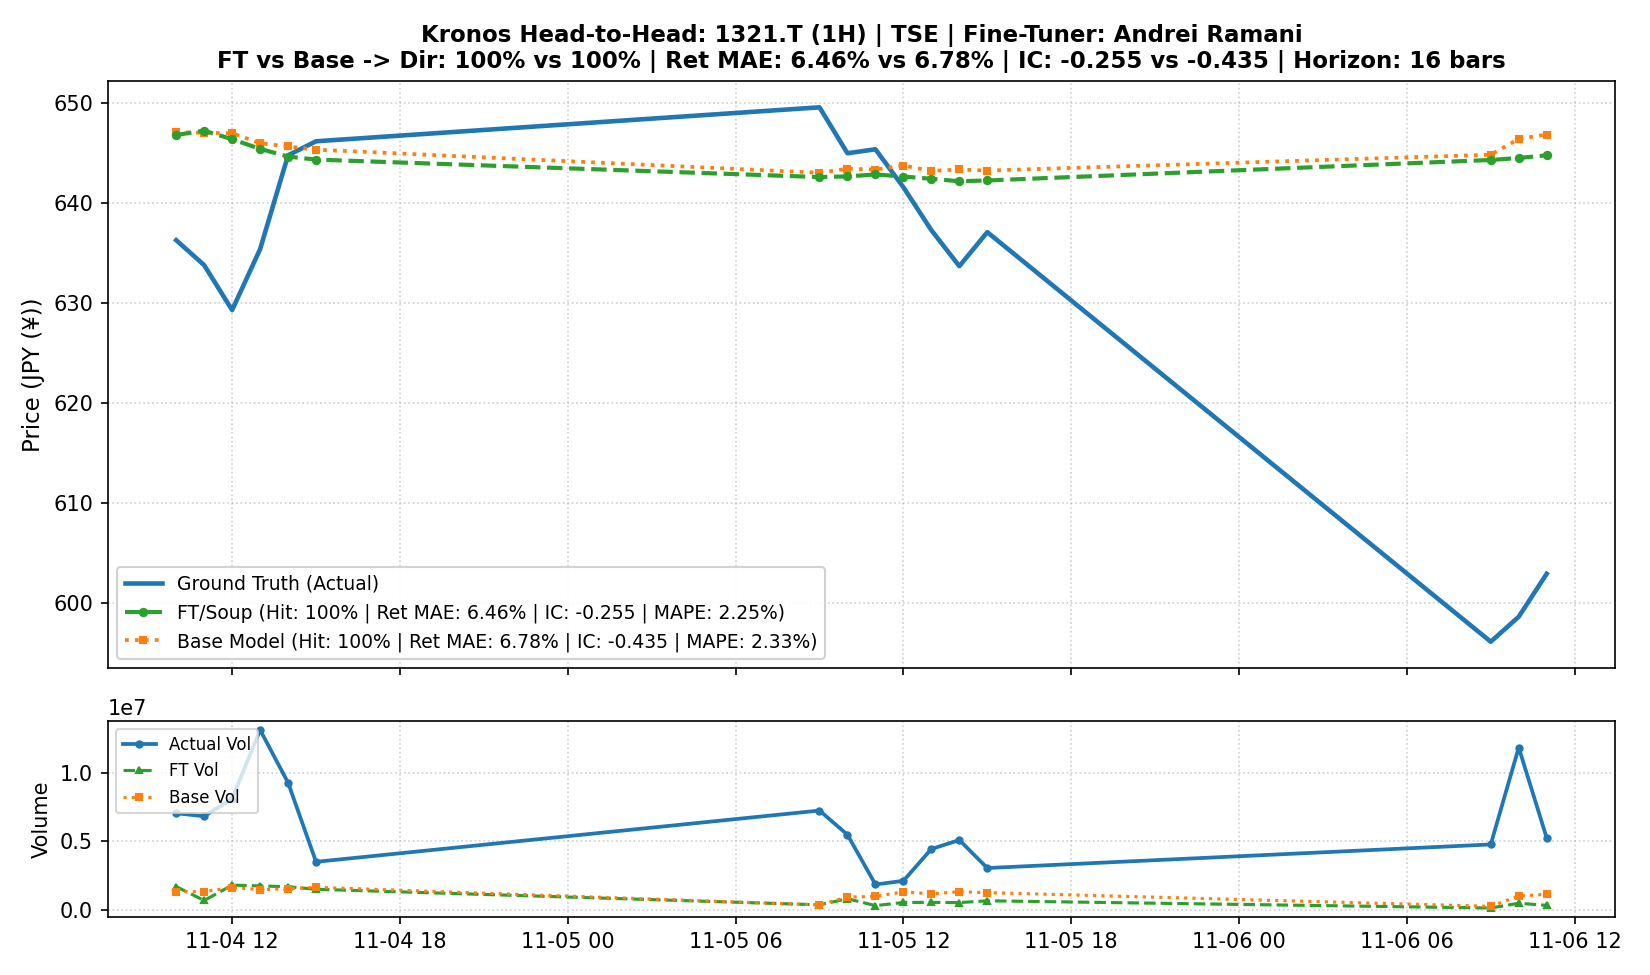 Kronos Head-to-Head: 1321.T (1H) | TSE | Fine-Tuner: Andrei Ramani
FT vs Base -> Dir: 100% vs 100% | Ret MAE: 6.46% vs 6.78% | IC: -0.255 vs -0.435 | Horizon: 16 bars
650
640
630
620
610
600
Price (JPY (¥))
Ground Truth (Actual)
FT/Soup (Hit: 100% | Ret MAE: 6.46% | IC: -0.255 | MAPE: 2.25%)
Base Model (Hit: 100% | Ret MAE: 6.78% | IC: -0.435 | MAPE: 2.33%)
1e7
1.0
0.5
0.0
Volume
Actual Vol
FT Vol
Base Vol
11-04 12
11-04 18
11-05 00
11-05 06
11-05 12
11-05 18
11-06 00
11-06 06
11-06 12